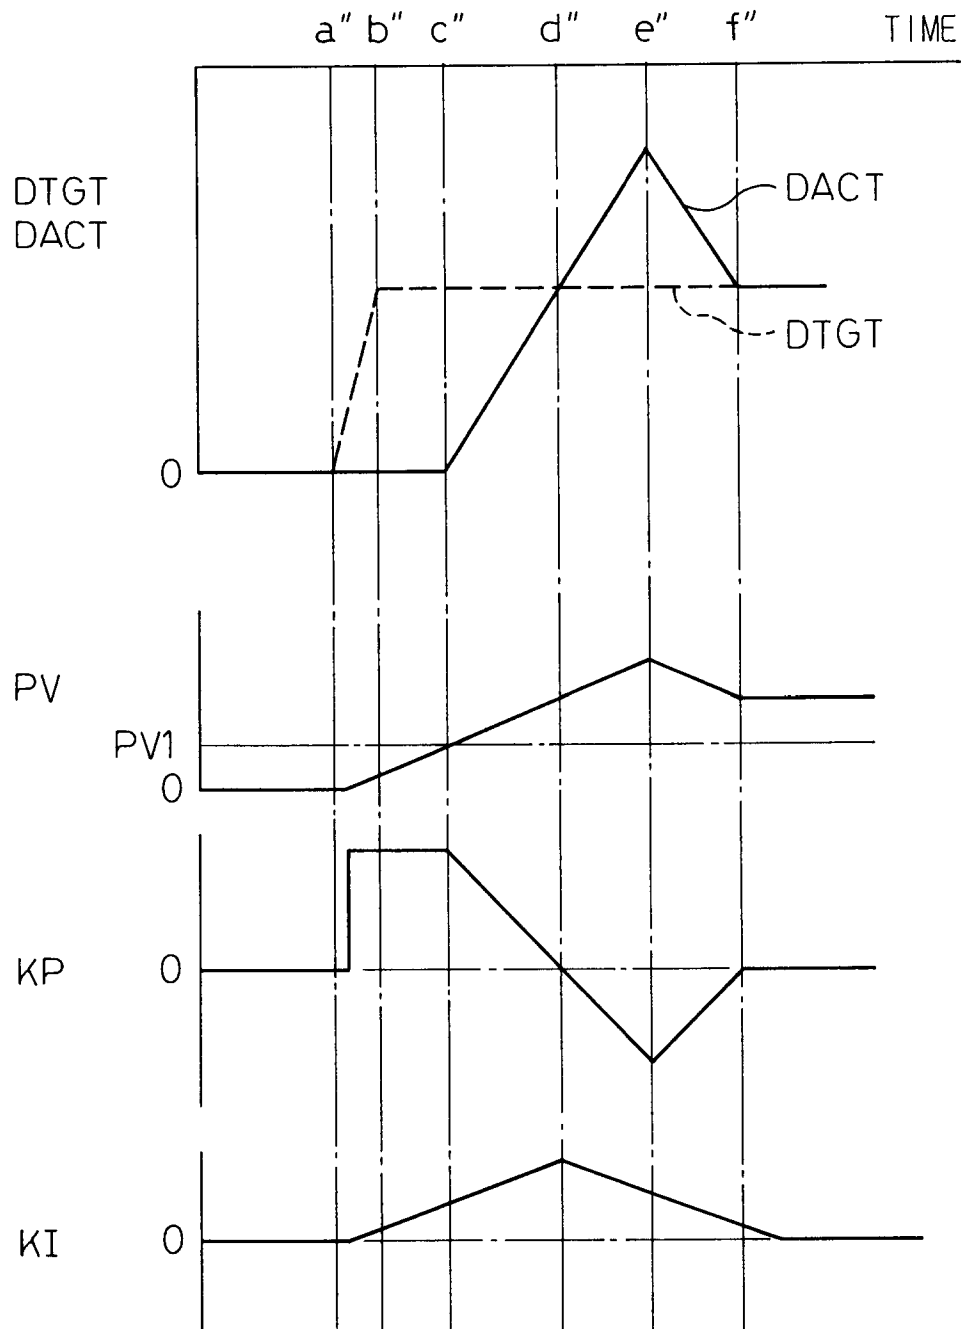 a" b" c" d" e" f" TIME
DTGT
DACT
DACT
DTGT
0
PV
PV1
0
KP 0
KI 0